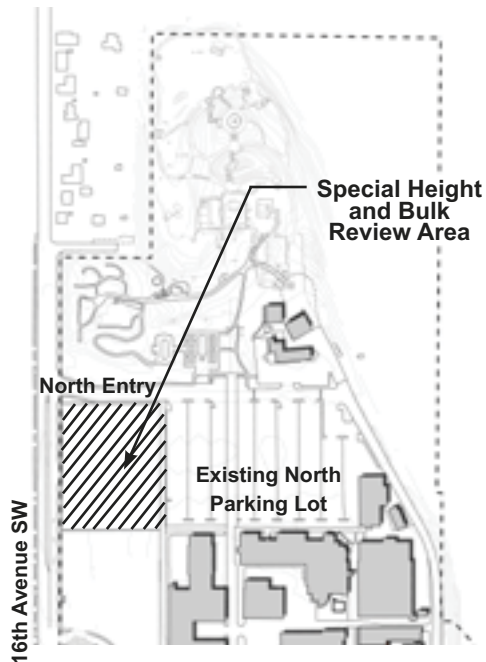 Special Height
and Bulk
Review Area
North Entry
Existing North
Parking Lot
16th Avenue SW